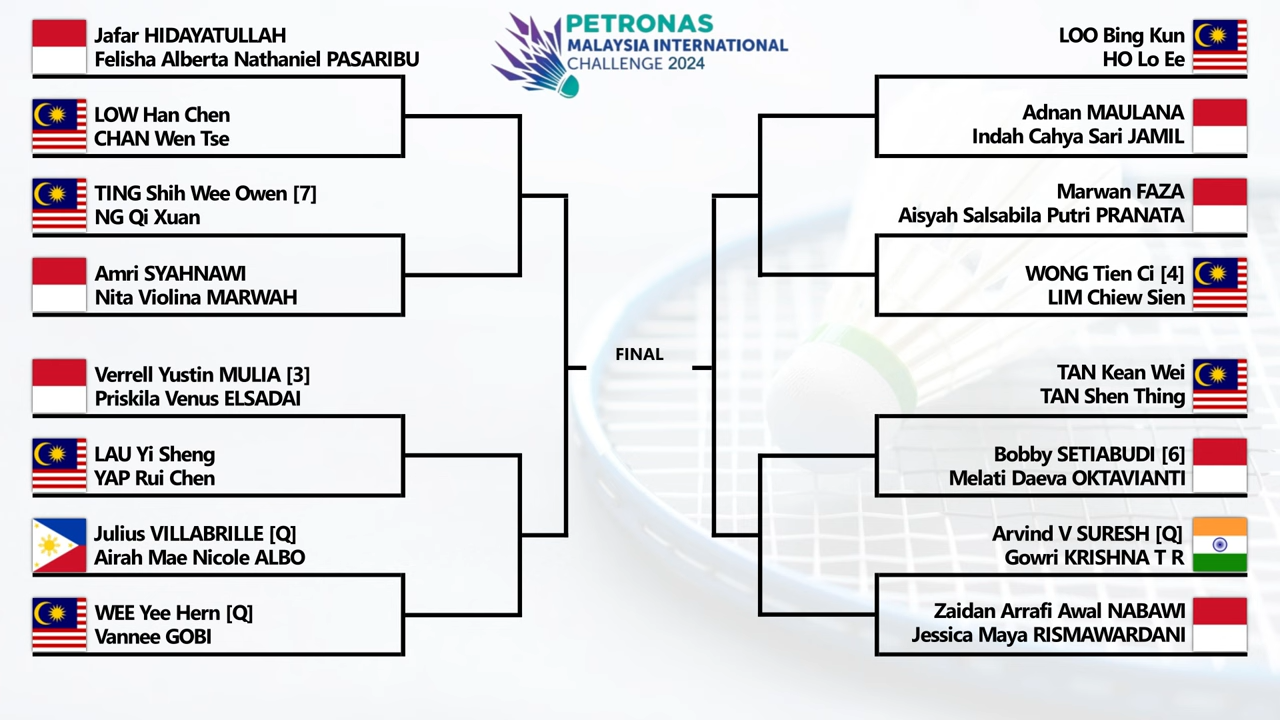 PETRONAS
MALAYSIA INTERNATIONAL
CHALLENGE 2024
Jafar HIDAYATULLAH
Felisha Alberta Nathaniel PASARIBU
LOW Han Chen
CHAN Wen Tse
TING Shih Wee Owen [7]
NG Qi Xuan
Amri SYAHNAWI
Nita Violina MARWAH
Verrell Yustin MULIA [3]
Priskila Venus ELSADAI
LAU Yi Sheng
YAP Rui Chen
Julius VILLABRILLE [Q]
Airah Mae Nicole ALBO
WEE Yee Hern [Q]
Vannee GOBI
FINAL
LOO Bing Kun
HO Lo Ee
Adnan MAULANA
Indah Cahya Sari JAMIL
Marwan FAZA
Aisyah Salsabila Putri PRANATA
WONG Tien Ci [4]
LIM Chiew Sien
TAN Kean Wei
TAN Shen Thing
Bobby SETIABUDI [6]
Melati Daeva OKTAVIANTI
Arvind V SURESH [Q]
Gowri KRISHNA T R
Zaidan Arrafi Awal NABAWI
Jessica Maya RISMAWARDANI